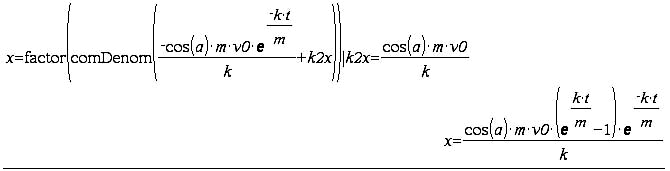 x=factor(comDenom((-cos(a)·m·v0·e^(-k·t/m))/k+k2x))|k2x=(cos(a)·m·v0)/k
x=(cos(a)·m·v0·(e^(k·t/m)-1)·e^(-k·t/m))/k